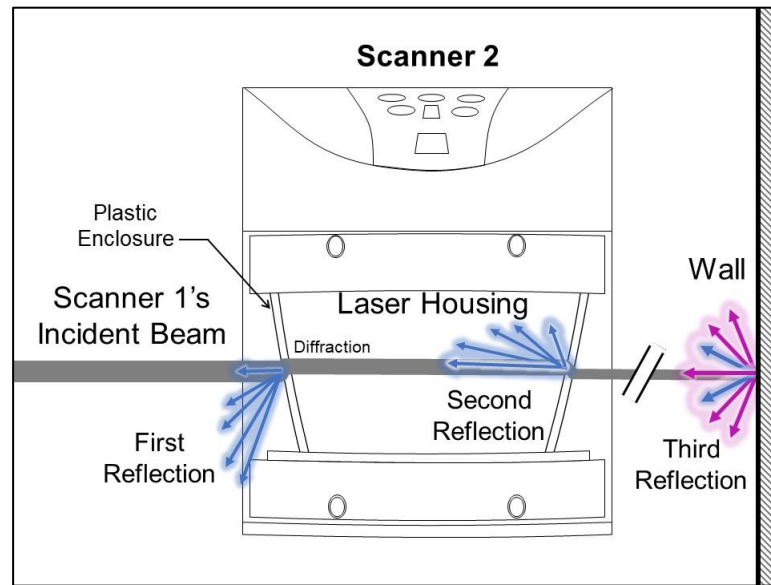 Scanner 2
Plastic
Enclosure
Scanner 1's
Incident Beam
Laser Housing
Wall
Diffraction
First
Reflection
Second
Reflection
Third
Reflection